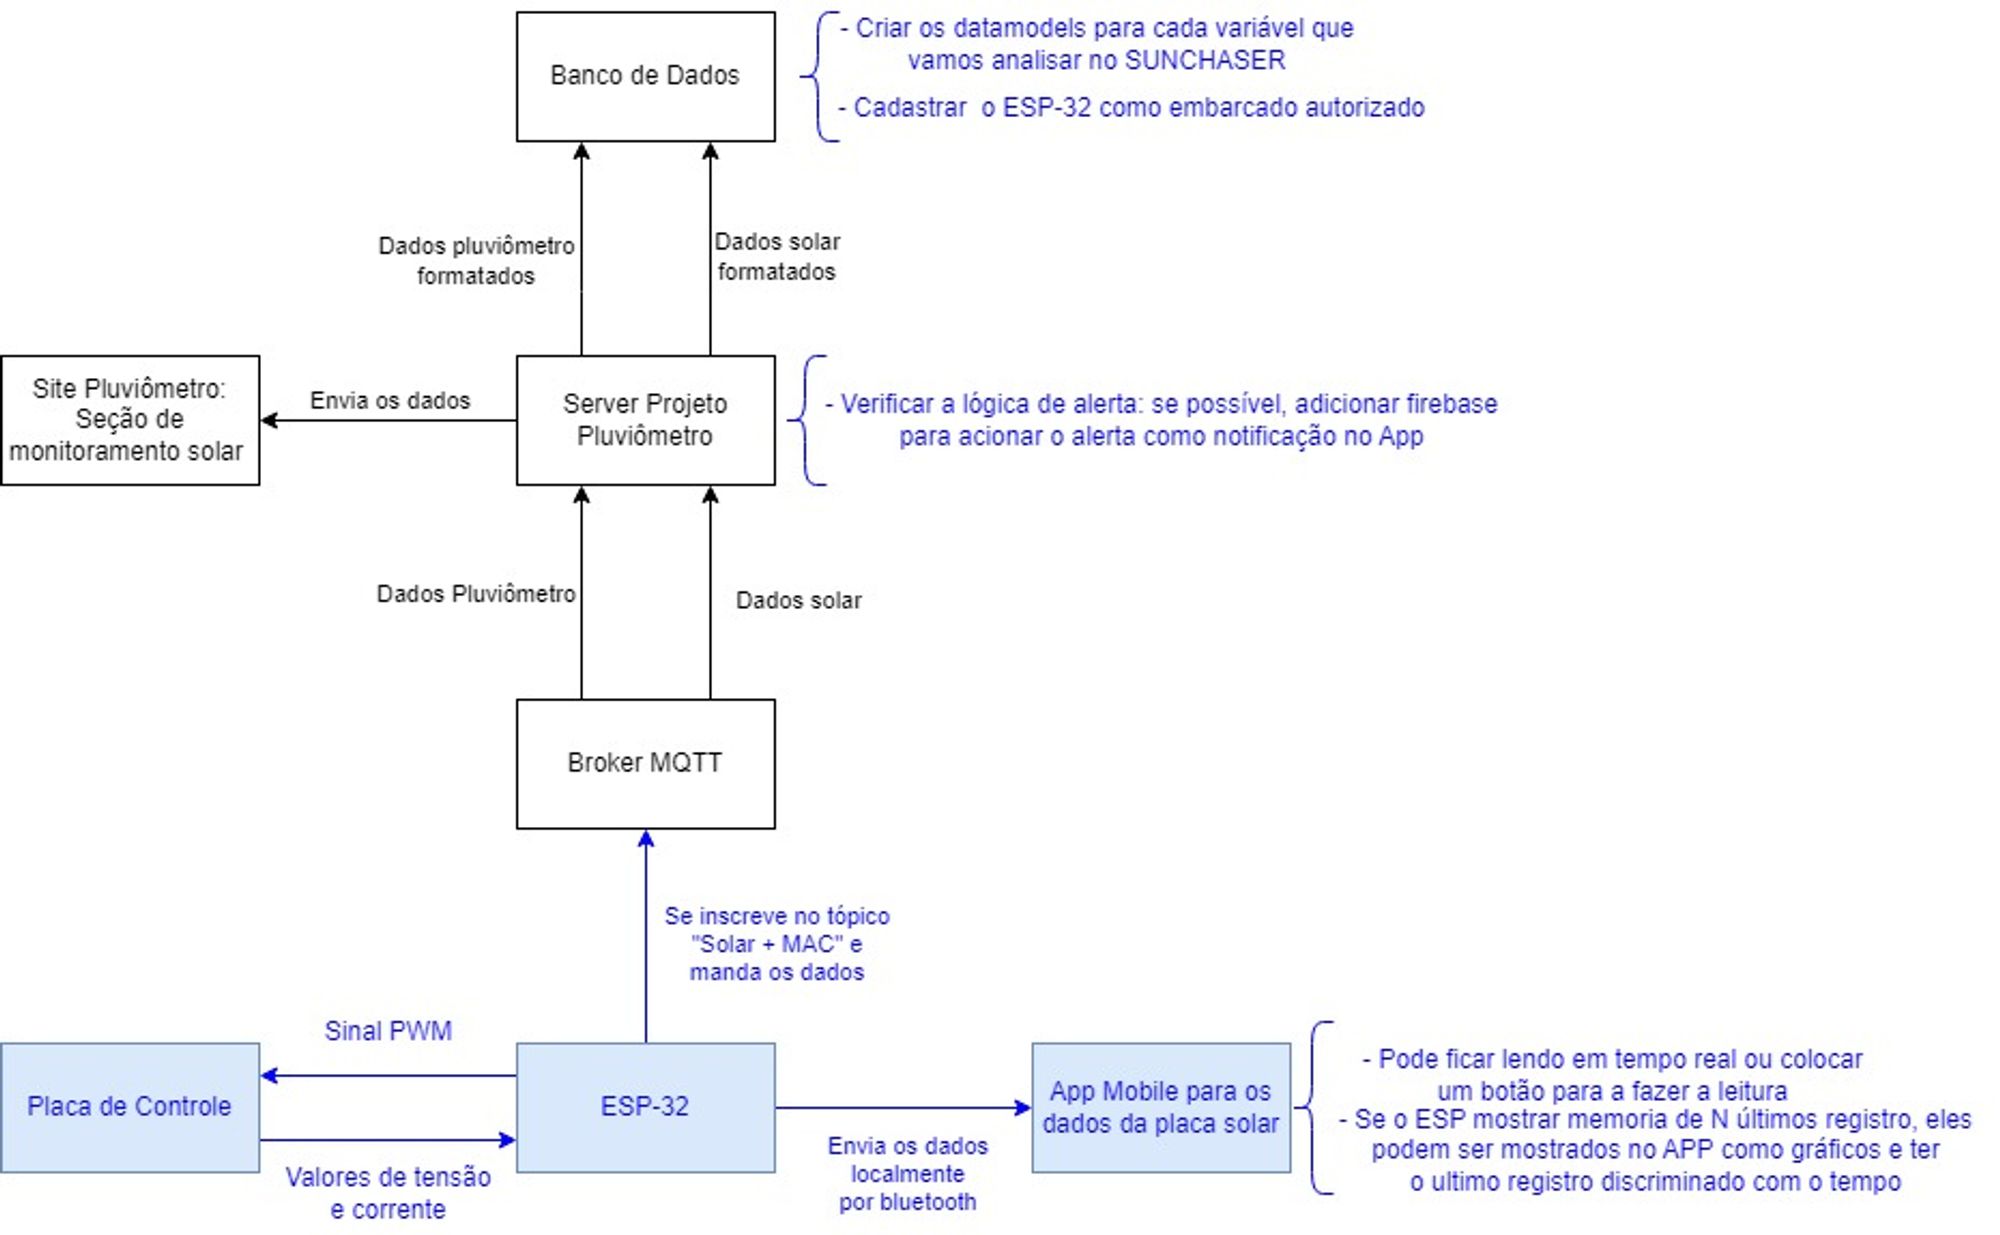 Banco de Dados
- Criar os datamodels para cada variável que
vamos analisar no SUNCHASER
- Cadastrar  o ESP-32 como embarcado autorizado
Dados pluviômetro
formatados
Dados solar
formatados
Site Pluviômetro:
Seção de
monitoramento solar
Envia os dados
Server Projeto
Pluviômetro
- Verificar a lógica de alerta: se possível, adicionar firebase
para acionar o alerta como notificação no App
Dados Pluviômetro
Dados solar
Broker MQTT
Se inscreve no tópico
"Solar + MAC" e
manda os dados
Sinal PWM
Placa de Controle
Valores de tensão
e corrente
ESP-32
Envia os dados
localmente
por bluetooth
App Mobile para os
dados da placa solar
- Pode ficar lendo em tempo real ou colocar
um botão para a fazer a leitura
- Se o ESP mostrar memoria de N últimos registro, eles
podem ser mostrados no APP como gráficos e ter
o ultimo registro discriminado com o tempo